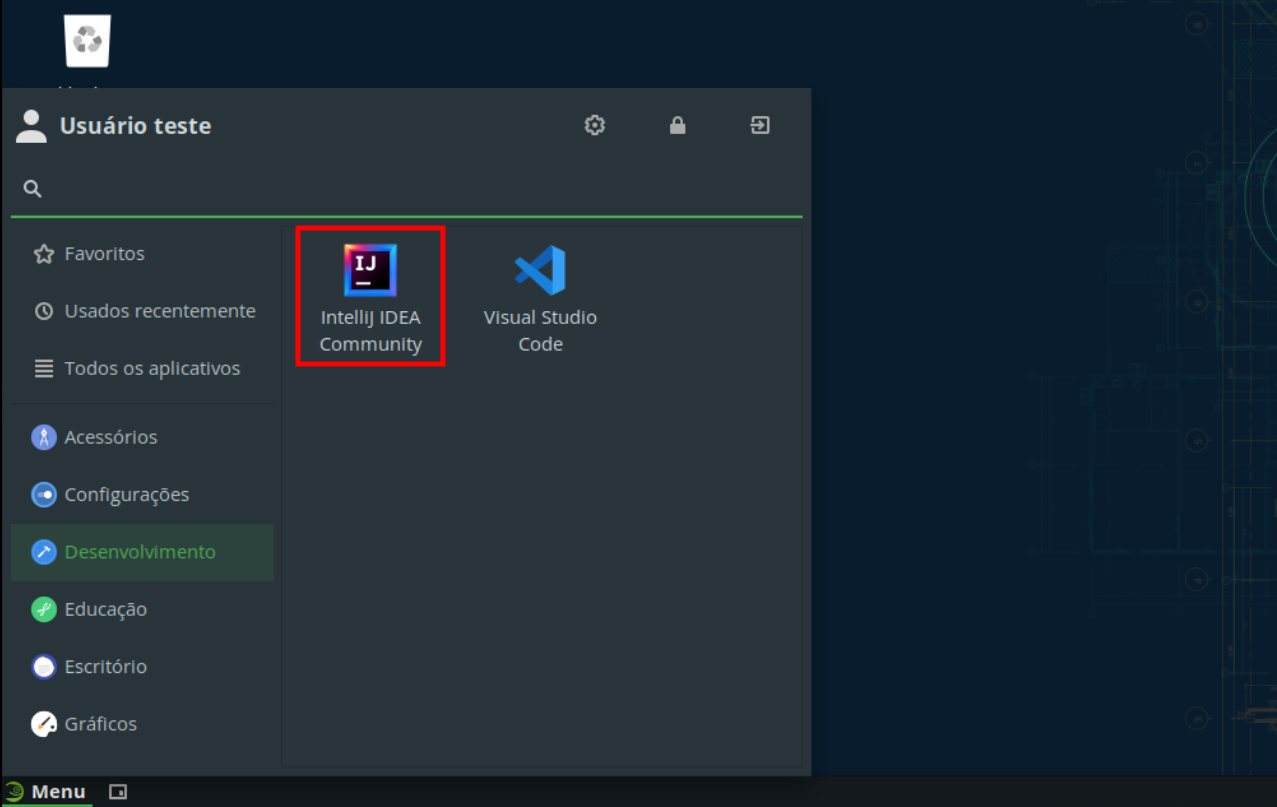 Usuário teste
Favoritos
Usados recentemente
Todos os aplicativos
Acessórios
Configurações
Desenvolvimento
Educação
Escritório
Gráficos
IJ
IntelliJ IDEA
Community
Visual Studio
Code
Menu